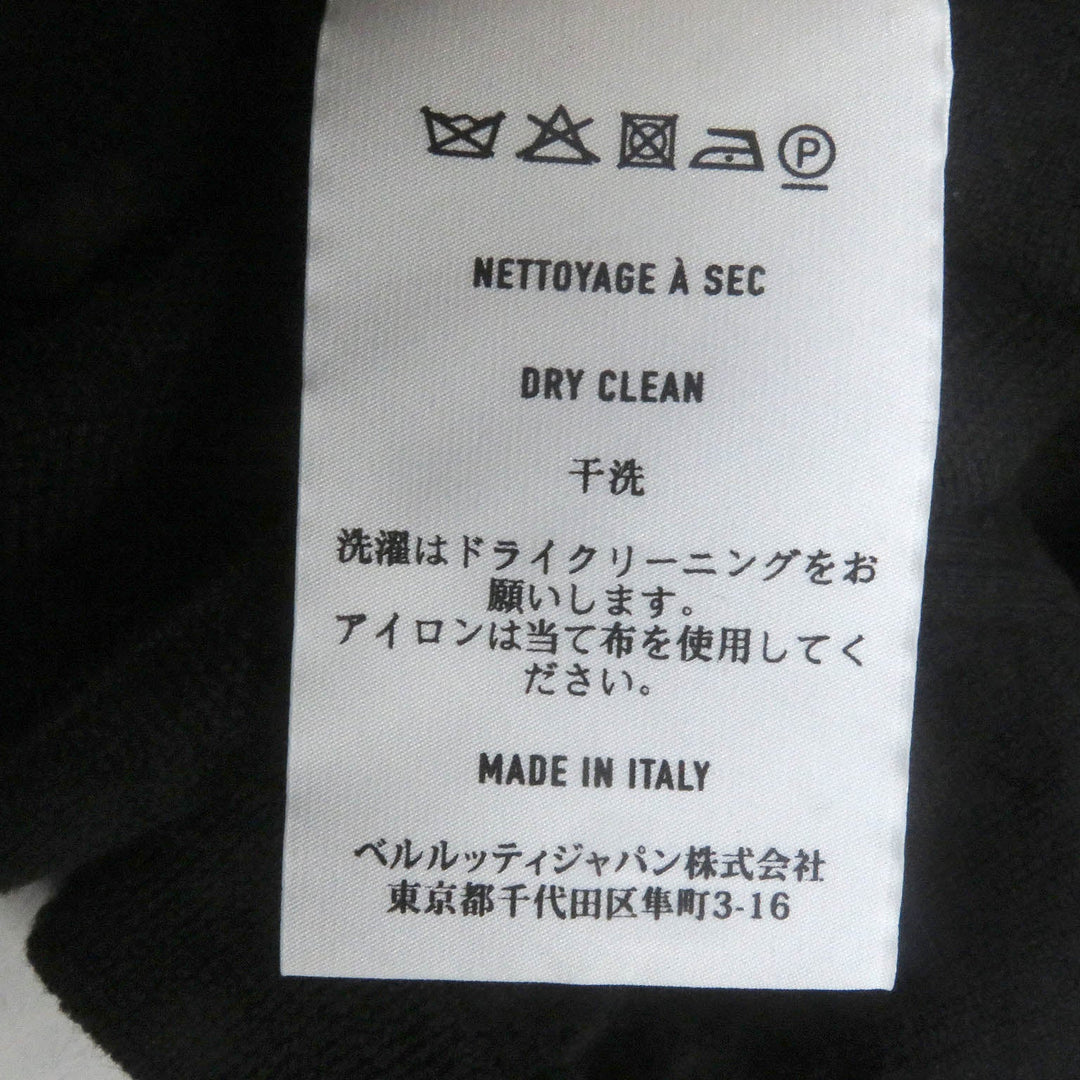 P
NETTOYAGE À SEC
DRY CLEAN
干洗
洗濯はドライクリーニングをお
願いします。
アイロンは当て布を使用してく
ださい。
MADE IN ITALY
ベルルッティジャパン株式会社
東京都千代田区隼町3-16